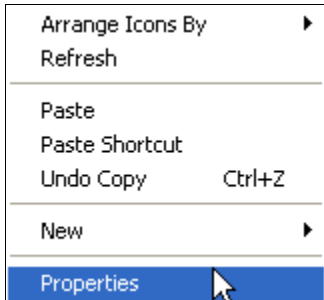 Arrange Icons By
Refresh
Paste
Paste Shortcut
Undo Copy Ctrl+Z
New
Properties